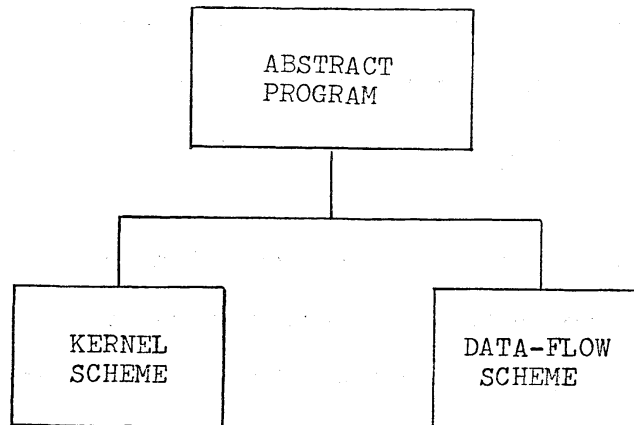 ABSTRACT
PROGRAM
KERNEL
SCHEME
DATA-FLOW
SCHEME